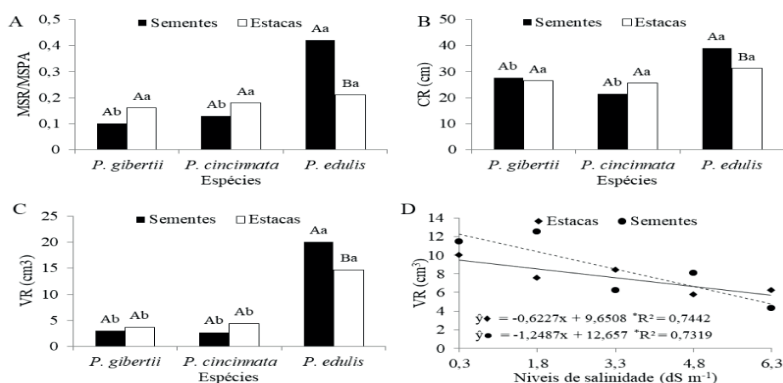 A
Sementes Estacas
MSR/MSPA
0,5
0,4
0,3
0,2
0,1
0
Ab Aa Ab Aa Aa Ba
P. gibertii P. cincinnata P. edulis
Espécies
B
Sementes Estacas
CR (cm)
60
50
40
30
20
10
0
Ab Aa Ab Aa Aa Ba
P. gibertii P. cincinnata P. edulis
Espécies
C
Sementes Estacas
VR (cm3)
25
20
15
10
5
0
Ab Ab Ab Ab Aa Ba
P. gibertii P. cincinnata P. edulis
Espécies
D
Estacas Sementes
VR (cm³)
14
12
10
8
6
4
2
0
ŷ = -0,6227x + 9,6508 *R² = 0,7442
ŷ = -1,2487x + 12,657 *R² = 0,7319
0,3 1,8 3,3 4,8 6,3
Níveis de salinidade (dS m⁻¹)